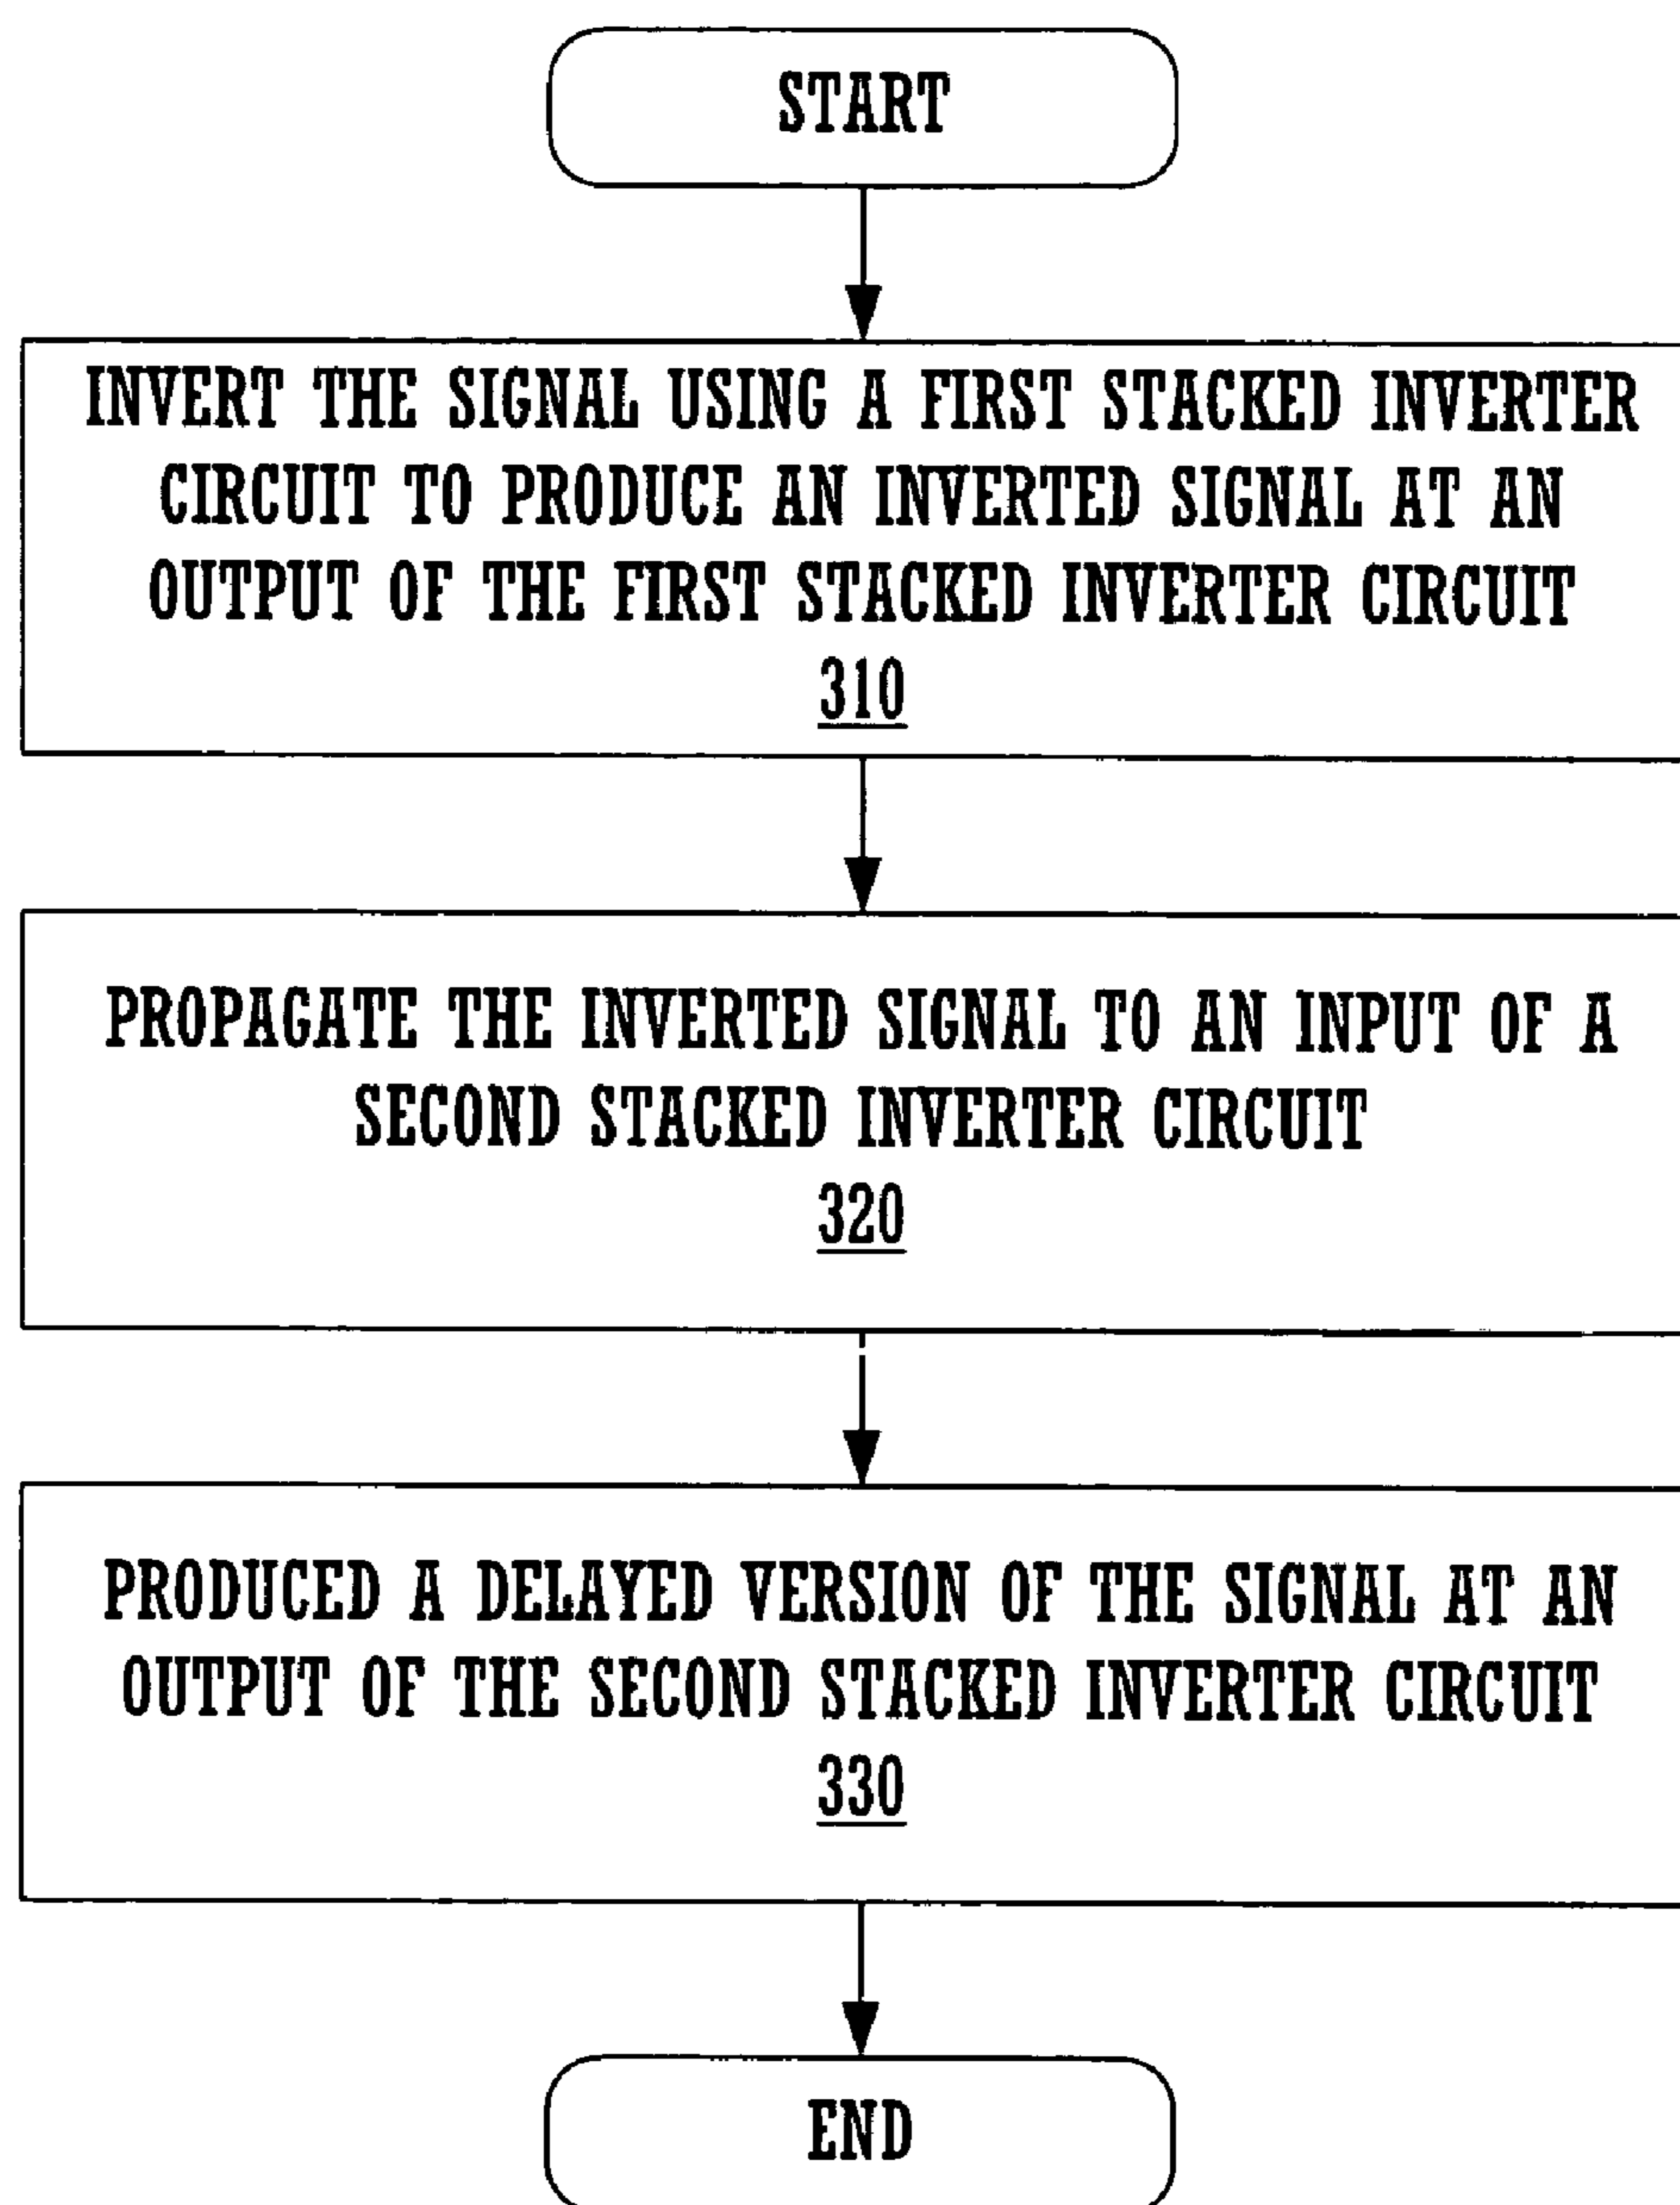 START
INVERT THE SIGNAL USING A FIRST STACKED INVERTER
CIRCUIT TO PRODUCE AN INVERTED SIGNAL AT AN
OUTPUT OF THE FIRST STACKED INVERTER CIRCUIT
310
PROPAGATE THE INVERTED SIGNAL TO AN INPUT OF A
SECOND STACKED INVERTER CIRCUIT
320
PRODUCED A DELAYED VERSION OF THE SIGNAL AT AN
OUTPUT OF THE SECOND STACKED INVERTER CIRCUIT
330
END